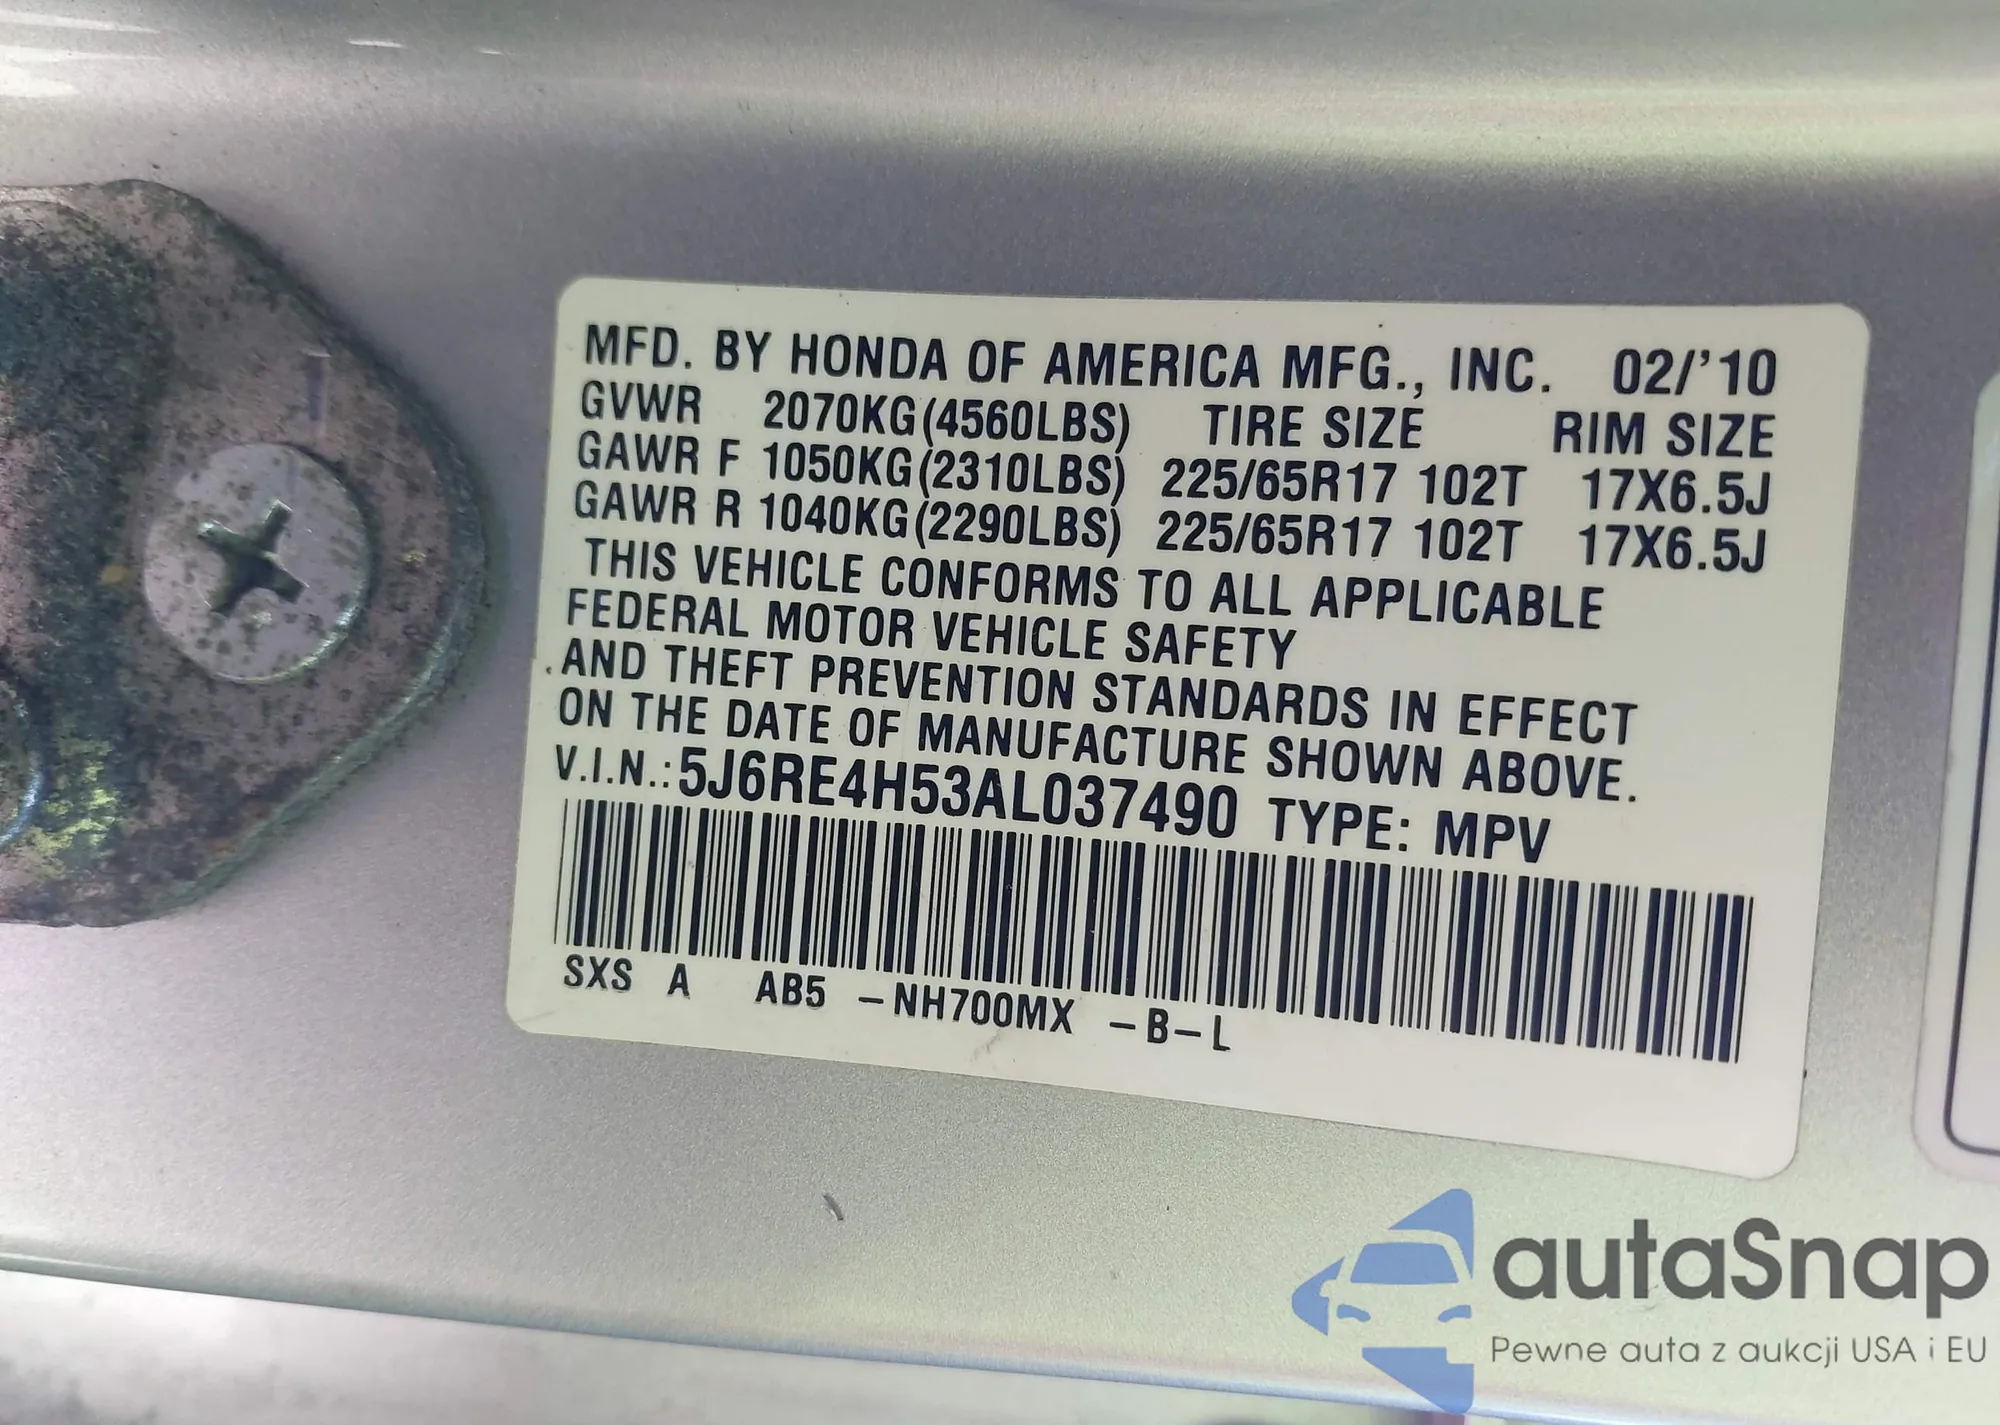 MFD. BY HONDA OF AMERICA MFG., INC. 02/'10
GVWR 2070KG(4560LBS) TIRE SIZE RIM SIZE
GAWR F 1050KG(2310LBS) 225/65R17 102T 17X6.5J
GAWR R 1040KG(2290LBS) 225/65R17 102T 17X6.5J
THIS VEHICLE CONFORMS TO ALL APPLICABLE
FEDERAL MOTOR VEHICLE SAFETY
AND THEFT PREVENTION STANDARDS IN EFFECT
ON THE DATE OF MANUFACTURE SHOWN ABOVE.
V.I.N.: 5J6RE4H53AL037490 TYPE: MPV
SXS A AB5 -NH700MX -B-L
autaSnap
Pewne auta z aukcji USA i EU